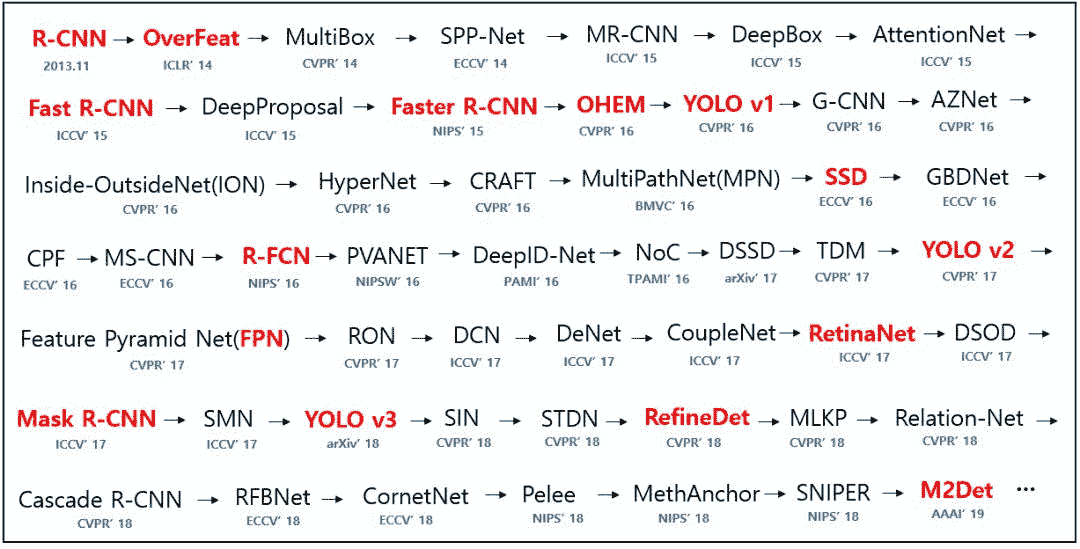 R-CNN → OverFeat → MultiBox → SPP-Net → MR-CNN → DeepBox → AttentionNet →
2013.11 ICLR' 14 CVPR' 14 ECCV' 14 ICCV' 15 ICCV' 15 ICCV' 15
Fast R-CNN → DeepProposal → Faster R-CNN → OHEM → YOLO v1 → G-CNN → AZNet →
ICCV' 15 ICCV' 15 NIPS' 15 CVPR' 16 CVPR' 16 CVPR' 16 CVPR' 16
Inside-OutsideNet(ION) → HyperNet → CRAFT → MultiPathNet(MPN) → SSD → GBDNet →
CVPR' 16 CVPR' 16 CVPR' 16 BMVC' 16 ECCV' 16 ECCV' 16
CPF → MS-CNN → R-FCN → PVANET → DeepID-Net → NoC → DSSD → TDM → YOLO v2 →
ECCV' 16 ECCV' 16 NIPS' 16 NIPSW' 16 PAMI' 16 TPAMI' 16 arXiv' 17 CVPR' 17 CVPR' 17
Feature Pyramid Net(FPN) → RON → DCN → DeNet → CoupleNet → RetinaNet → DSOD →
CVPR' 17 CVPR' 17 ICCV' 17 ICCV' 17 ICCV' 17 ICCV' 17 ICCV' 17
Mask R-CNN → SMN → YOLO v3 → SIN → STDN → RefineDet → MLKP → Relation-Net →
ICCV' 17 ICCV' 17 arXiv' 18 CVPR' 18 CVPR' 18 CVPR' 18 CVPR' 18 CVPR' 18
Cascade R-CNN → RFBNet → CornetNet → Pelee → MethAnchor → SNIPER → M2Det ⋯
CVPR' 18 ECCV' 18 ECCV' 18 NIPS' 18 NIPS' 18 NIPS' 18 AAAI' 19